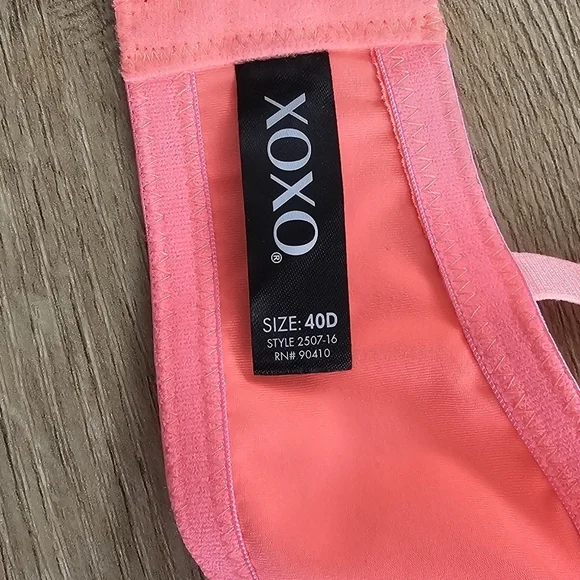 XOXO®
SIZE: 40D
STYLE 2507-16
RN# 90410